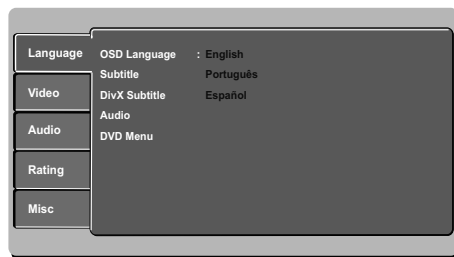 Language
Video
Audio
Rating
Misc
OSD Language : English
Subtitle Português
DivX Subtitle Español
Audio
DVD Menu